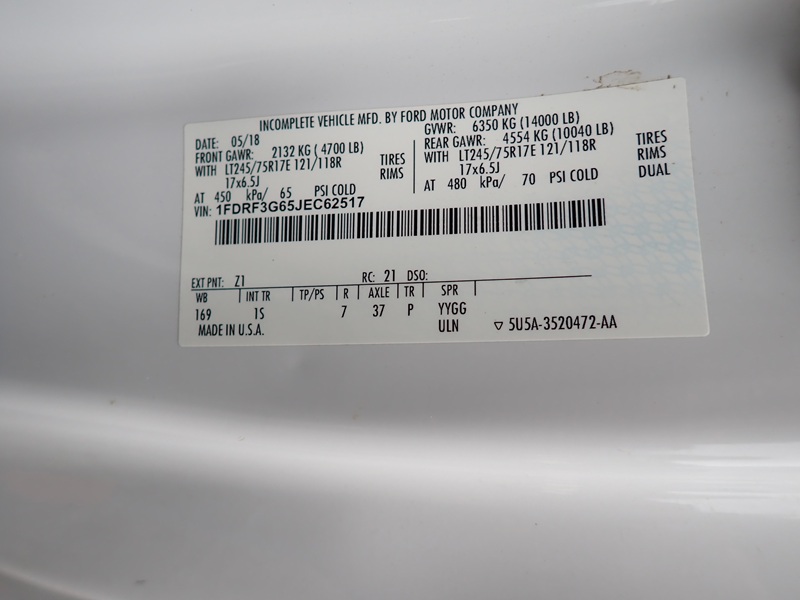 INCOMPLETE VEHICLE MFD. BY FORD MOTOR COMPANY
DATE: 05/18 GVWR: 6350 KG (14000 LB)
FRONT GAWR: 2132 KG ( 4700 LB) REAR GAWR: 4554 KG (10040 LB)
WITH LT245/75R17E 121/118R TIRES WITH LT245/75R17E 121/118R TIRES
17x6.5J RIMS 17x6.5J RIMS
AT 450 kPa/ 65 PSI COLD AT 480 kPa/ 70 PSI COLD DUAL
VIN: 1FDRF3G65JEC62517
EXT PNT: Z1 RC: 21 DSO:
WB INT TR TP/PS R AXLE TR SPR
169 1S 7 37 P YYGG
MADE IN U.S.A. ULN ▽ 5U5A-3520472-AA